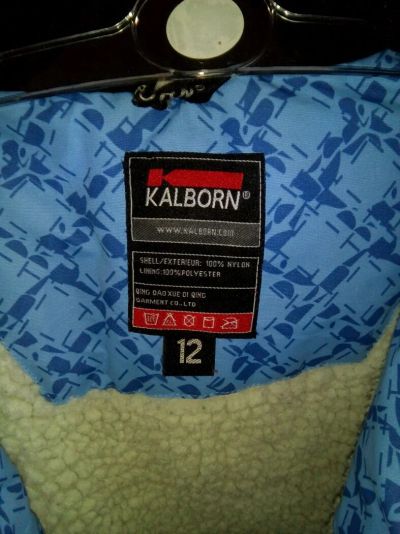 KALBORN®
WWW.KALBORN.COM
SHELL/EXTERIEUR: 100% NYLON
LINING:100%POLYESTER
QING DAO XUE DI QING
GARMENT CO.,LTD
12